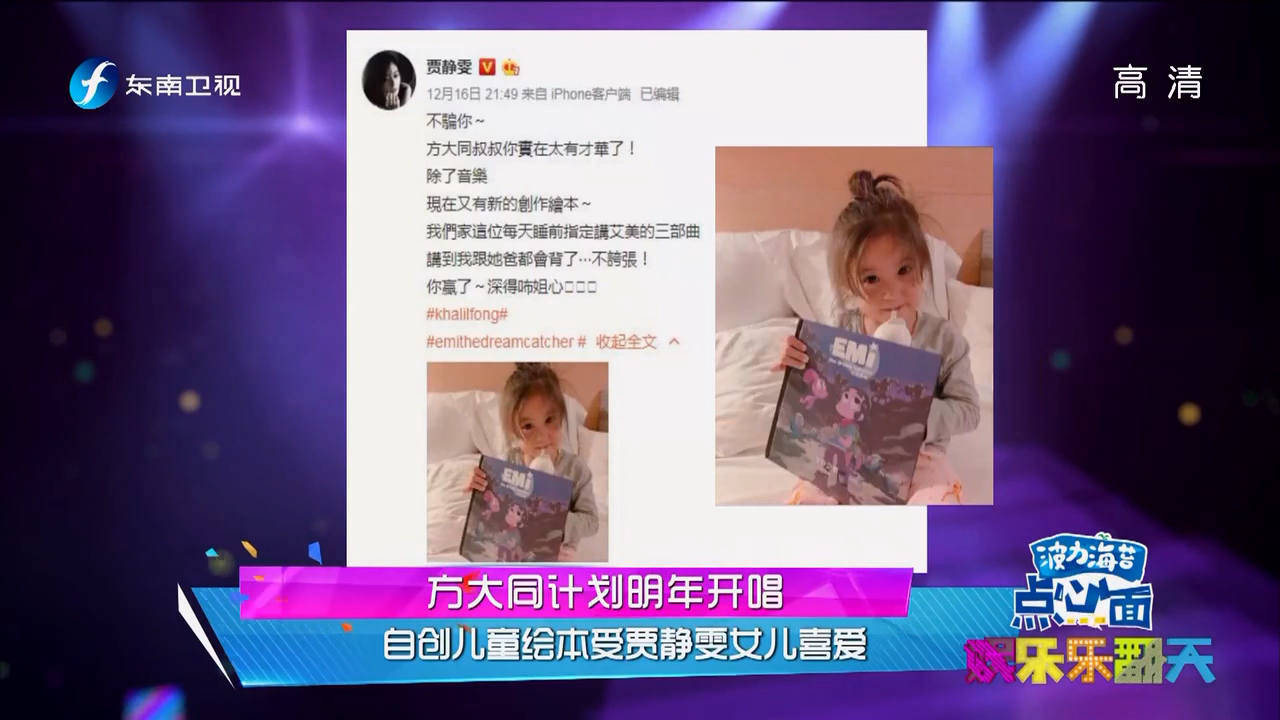 东南卫视
高清
贾静雯
12月16日 21:49 来自 iPhone客户端 已编辑
不騙你～
方大同叔叔你實在太有才華了！
除了音樂
現在又有新的創作繪本～
我們家這位每天睡前指定講艾美的三部曲
講到我跟她爸都會背了…不誇張！
你贏了～深得咘姐心□□□
#khalilfong#
#emithedreamcatcher # 收起全文
EMi
EMi
方大同计划明年开唱
自创儿童绘本受贾静雯女儿喜爱
波力海苔
点心面
娱乐乐翻天